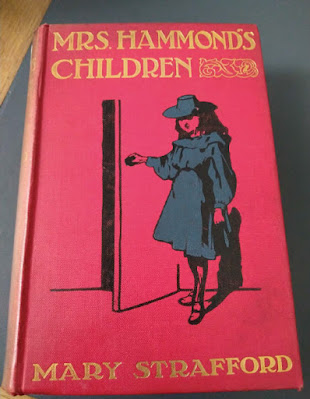 MRS. HAMMOND'S
CHILDREN
MARY STRAFFORD